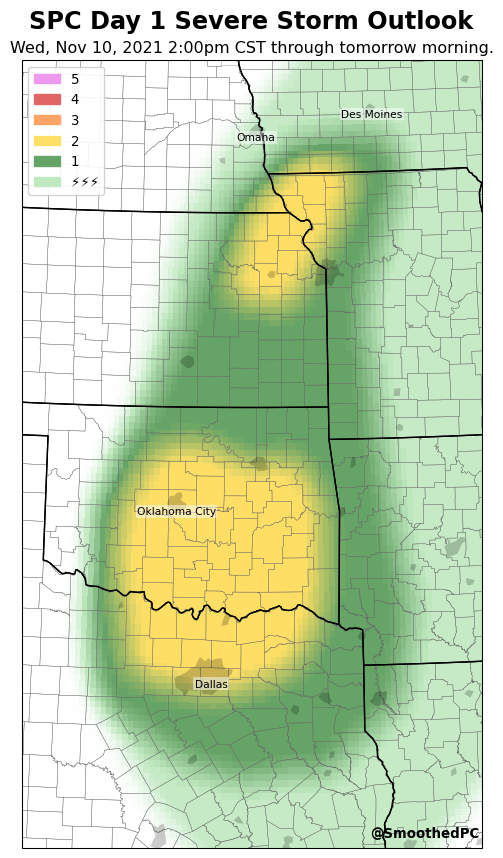 SPC Day 1 Severe Storm Outlook
Wed, Nov 10, 2021 2:00pm CST through tomorrow morning.
5
4
3
2
1
⚡⚡⚡
Des Moines
Omaha
Oklahoma City
Dallas
@SmoothedPC